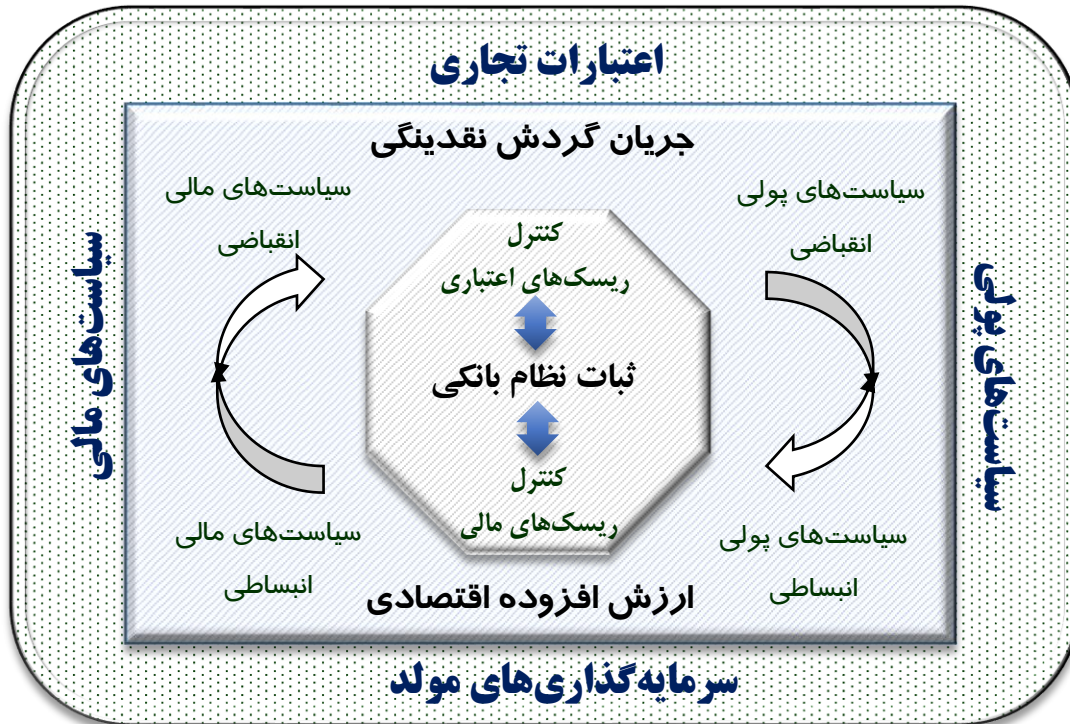 اعتبارات تجاری
جریان گردش نقدینگی
سیاست‌های پولی
انقباضی
سیاست‌های مالی
انقباضی
سیاست‌های پولی
سیاست‌های مالی
کنترل
ریسک‌های اعتباری
ثبات نظام بانکی
کنترل
ریسک‌های مالی
سیاست‌های پولی
انبساطی
سیاست‌های مالی
انبساطی
ارزش افزوده اقتصادی
سرمایه‌گذاری‌های مولد